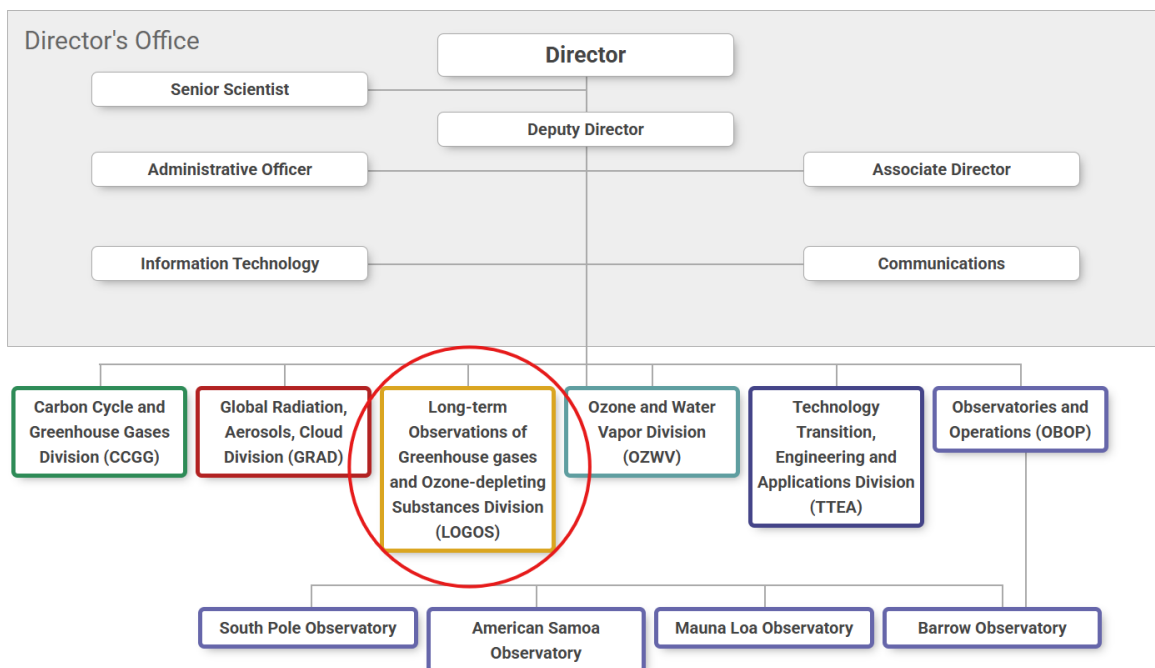 Director's Office
Director
Senior Scientist
Deputy Director
Administrative Officer
Associate Director
Information Technology
Communications
Carbon Cycle and
Greenhouse Gases
Division (CCGG)
Global Radiation,
Aerosols, Cloud
Division (GRAD)
Long-term
Observations of
Greenhouse gases
and Ozone-depleting
Substances Division
(LOGOS)
Ozone and Water
Vapor Division
(OZWV)
Technology
Transition,
Engineering and
Applications Division
(TTEA)
Observatories and
Operations (OBOP)
South Pole Observatory
American Samoa
Observatory
Mauna Loa Observatory
Barrow Observatory